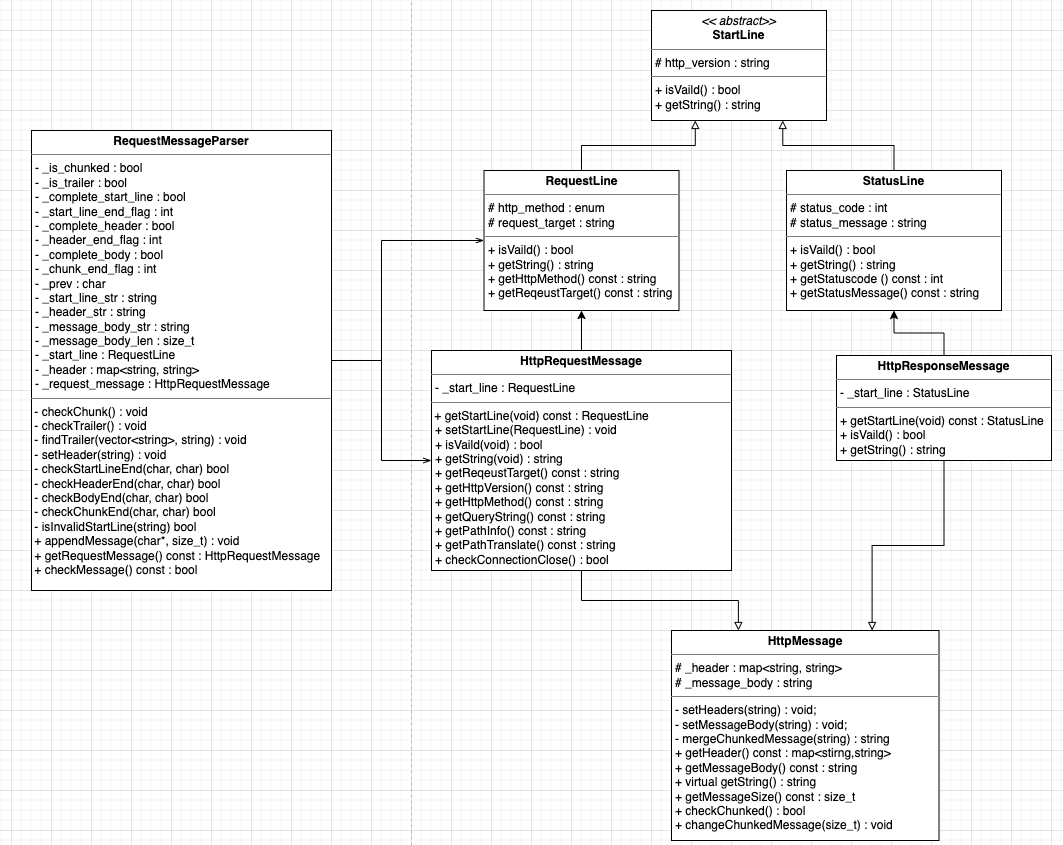 << abstract>>
StartLine
# http_version : string
+ isVaild() : bool
+ getString() : string
RequestMessageParser
- _is_chunked : bool
- _is_trailer : bool
- _complete_start_line : bool
- _start_line_end_flag : int
- _complete_header : bool
- _header_end_flag : int
- _complete_body : bool
- _chunk_end_flag : int
- _prev : char
- _start_line_str : string
- _header_str : string
- _message_body_str : string
- _message_body_len : size_t
- _start_line : RequestLine
- _header : map<string, string>
- _request_message : HttpRequestMessage
- checkChunk() : void
- checkTrailer() : void
- findTrailer(vector<string>, string) : void
- setHeader(string) : void
- checkStartLineEnd(char, char) bool
- checkHeaderEnd(char, char) bool
- checkBodyEnd(char, char) bool
- checkChunkEnd(char, char) bool
- isInvalidStartLine(string) bool
+ appendMessage(char*, size_t) : void
+ getRequestMessage() const : HttpRequestMessage
+ checkMessage() const : bool
RequestLine
# http_method : enum
# request_target : string
+ isVaild() : bool
+ getString() : string
+ getHttpMethod() const : string
+ getReqeustTarget() const : string
StatusLine
# status_code : int
# status_message : string
+ isVaild() : bool
+ getString() : string
+ getStatuscode () const : int
+ getStatusMessage() const : string
HttpRequestMessage
- _start_line : RequestLine
+ getStartLine(void) const : RequestLine
+ setStartLine(RequestLine) : void
+ isVaild(void) : bool
+ getString(void) : string
+ getReqeustTarget() const : string
+ getHttpVersion() const : string
+ getHttpMethod() const : string
+ getQueryString() const : string
+ getPathInfo() const : string
+ getPathTranslate() const : string
+ checkConnectionClose() : bool
HttpResponseMessage
- _start_line : StatusLine
+ getStartLine(void) const : StatusLine
+ isVaild() : bool
+ getString() : string
HttpMessage
# _header : map<string, string>
# _message_body : string
- setHeaders(string) : void;
- setMessageBody(string) : void;
- mergeChunkedMessage(string) : string
+ getHeader() const : map<stirng,string>
+ getMessageBody() const : string
+ virtual getString() : string
+ getMessageSize() const : size_t
+ checkChunked() : bool
+ changeChunkedMessage(size_t) : void